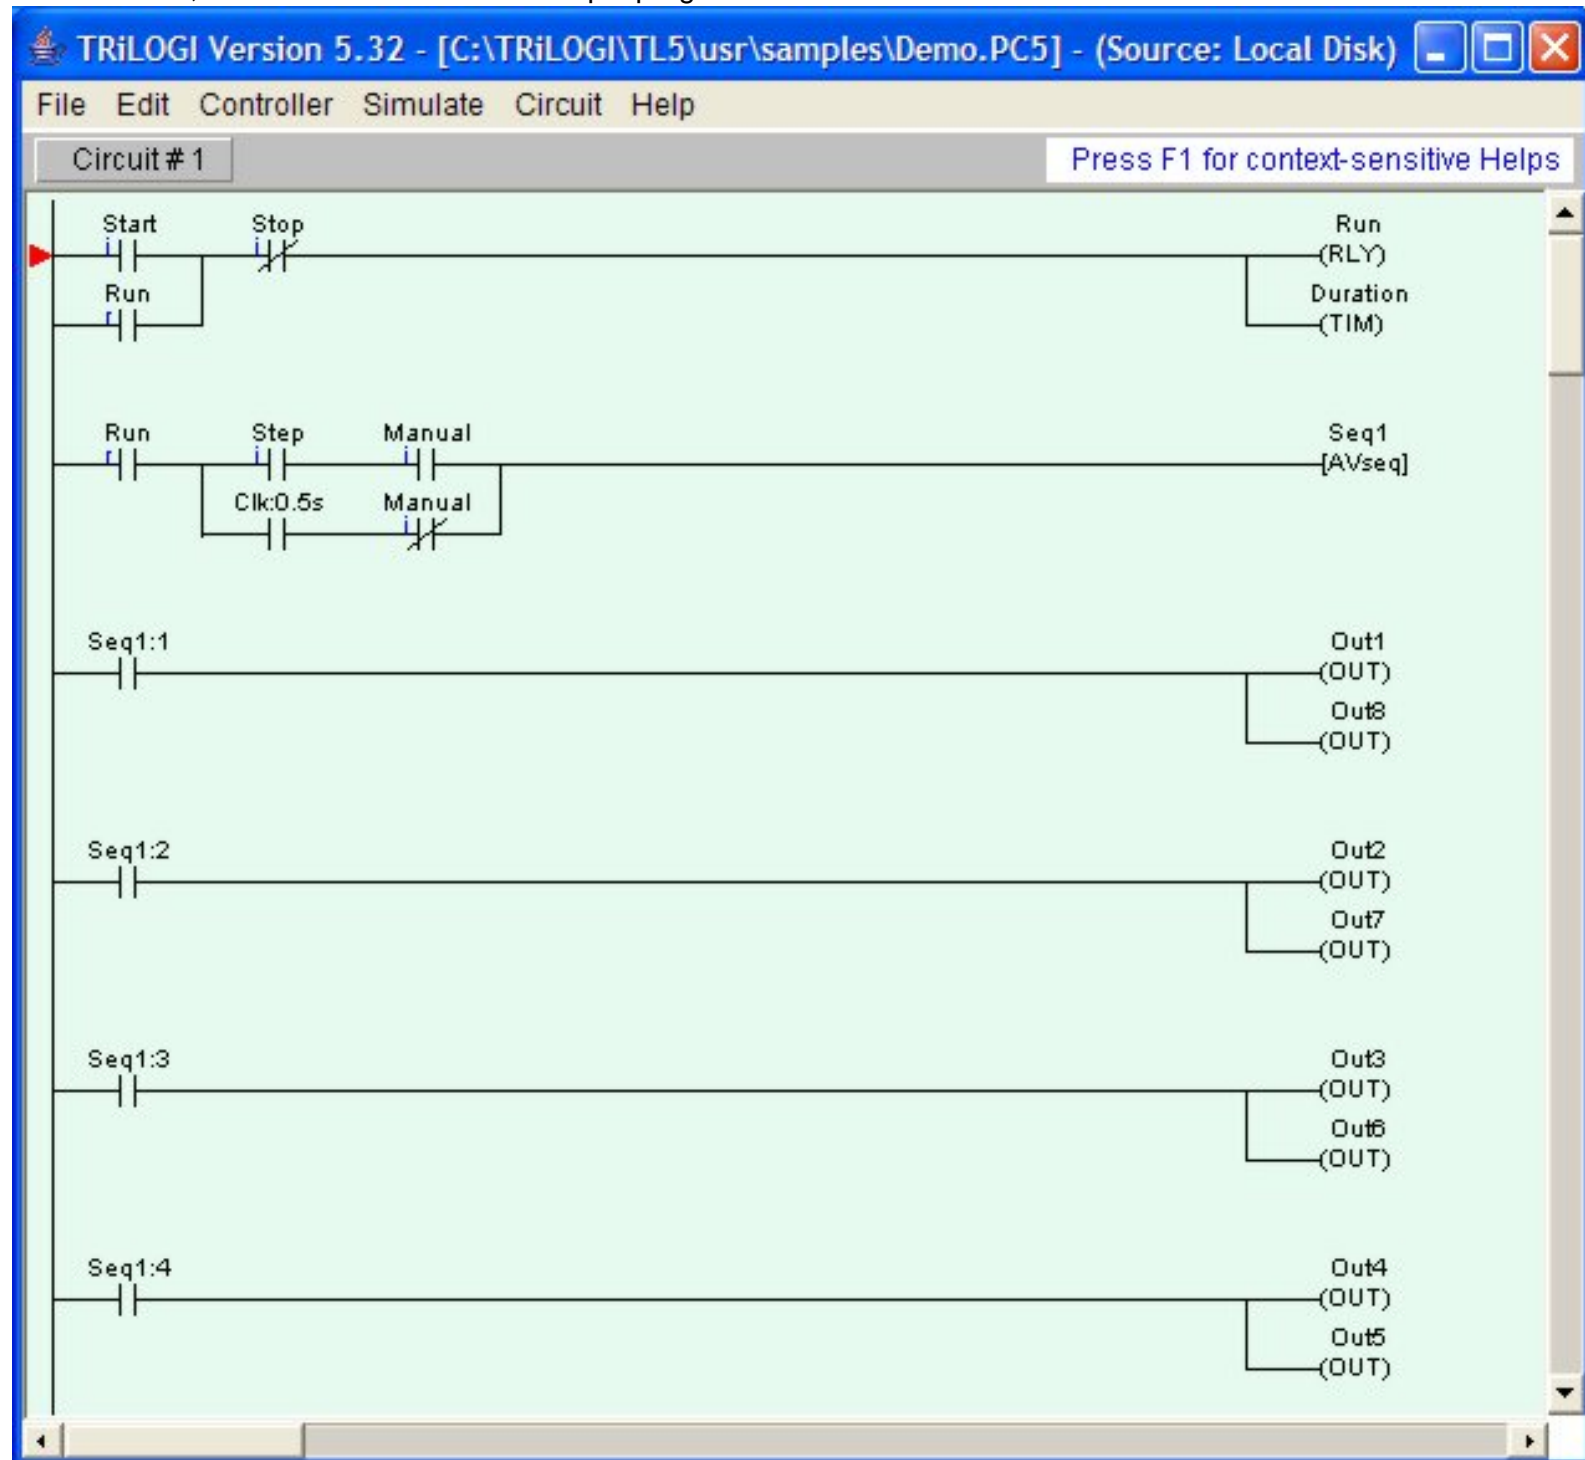 TRiLOGI Version 5.32 - [C:\TRiLOGI\TL5\usr\samples\Demo.PC5] - (Source: Local Disk)
File Edit Controller Simulate Circuit Help
Circuit # 1 Press F1 for context-sensitive Helps
Start Stop Run
i i (RLY)
Run Duration
r (TIM)
Run Step Manual Seq1
r i i [AVseq]
Clk:0.5s Manual
i
Seq1:1 Out1
(OUT)
Out8
(OUT)
Seq1:2 Out2
(OUT)
Out7
(OUT)
Seq1:3 Out3
(OUT)
Out6
(OUT)
Seq1:4 Out4
(OUT)
Out5
(OUT)